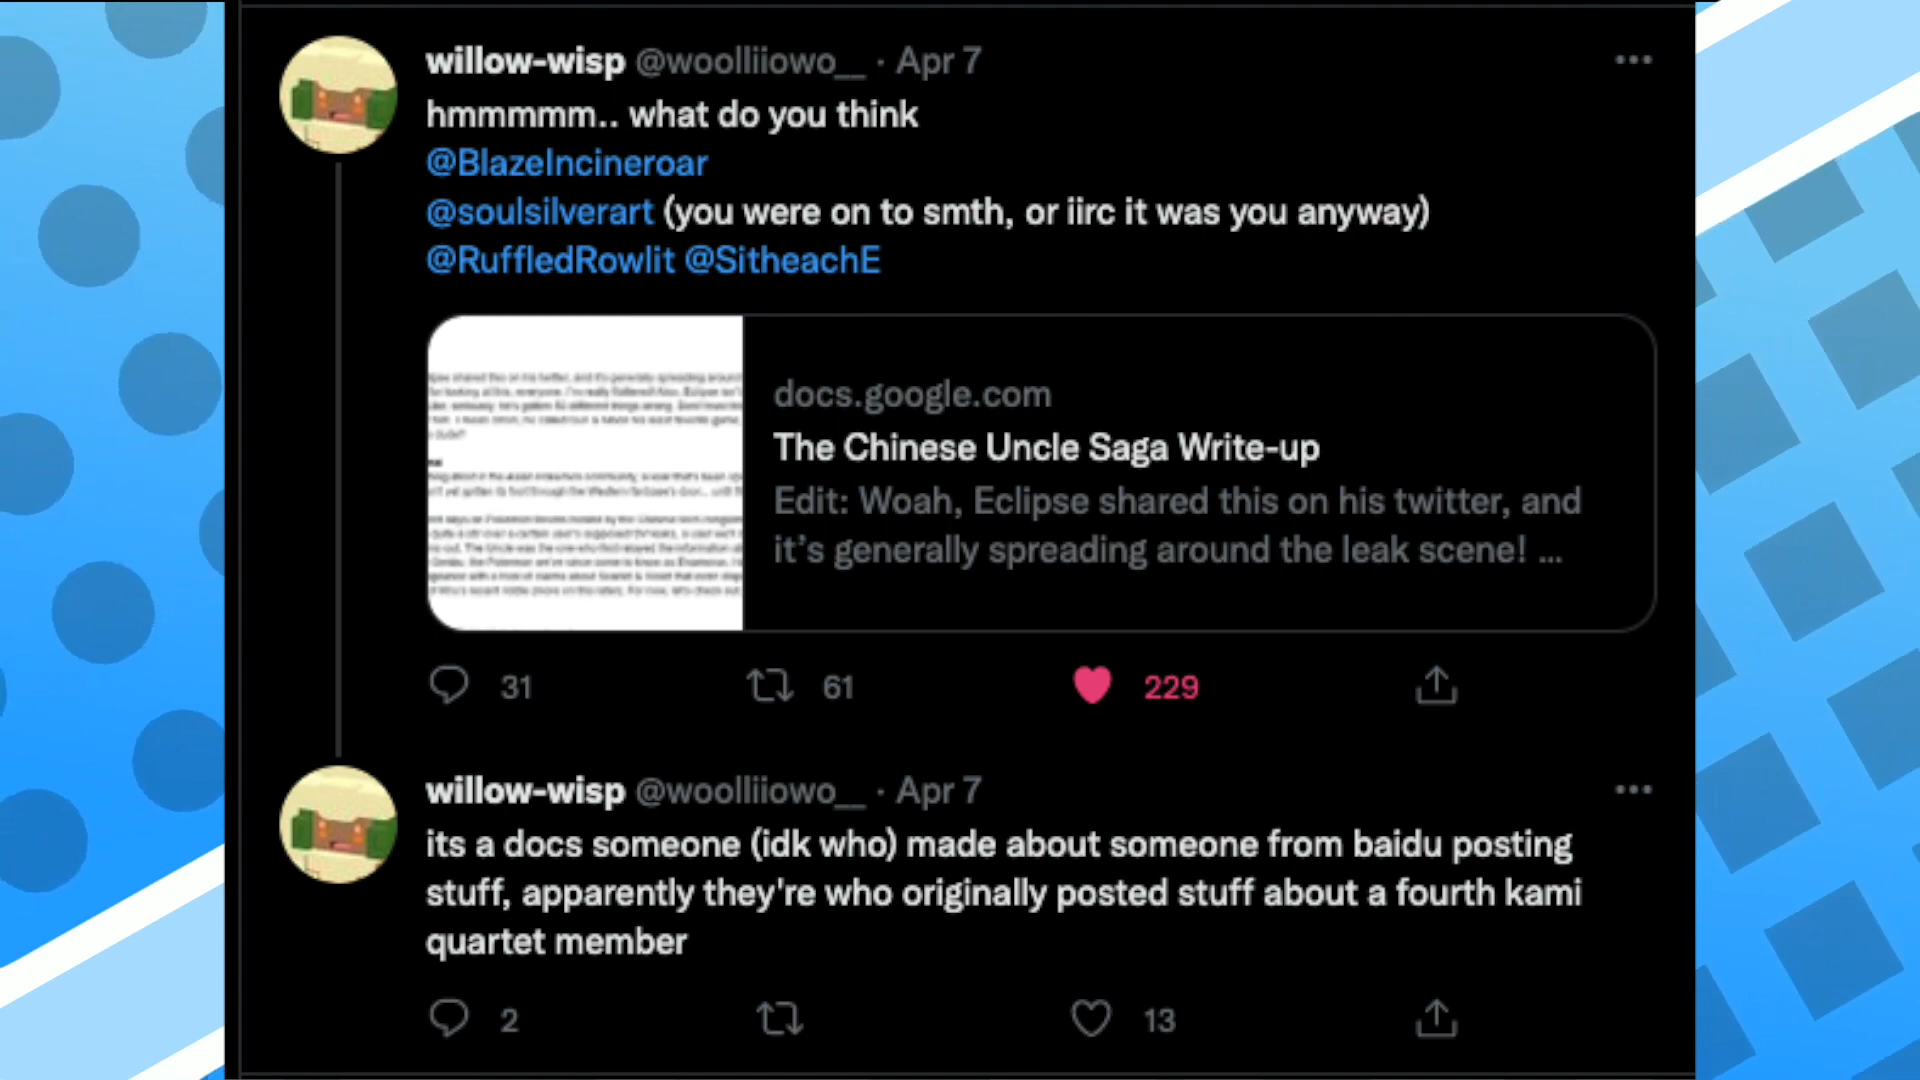 willow-wisp @woolliiowo__ · Apr 7
hmmmmm.. what do you think
@BlazeIncineroar
@soulsilverart (you were on to smth, or iirc it was you anyway)
@RuffledRowlit @SitheachE
docs.google.com
The Chinese Uncle Saga Write-up
Edit: Woah, Eclipse shared this on his twitter, and
it’s generally spreading around the leak scene! ...
31 61 229
willow-wisp @woolliiowo__ · Apr 7
its a docs someone (idk who) made about someone from baidu posting
stuff, apparently they're who originally posted stuff about a fourth kami
quartet member
2 13